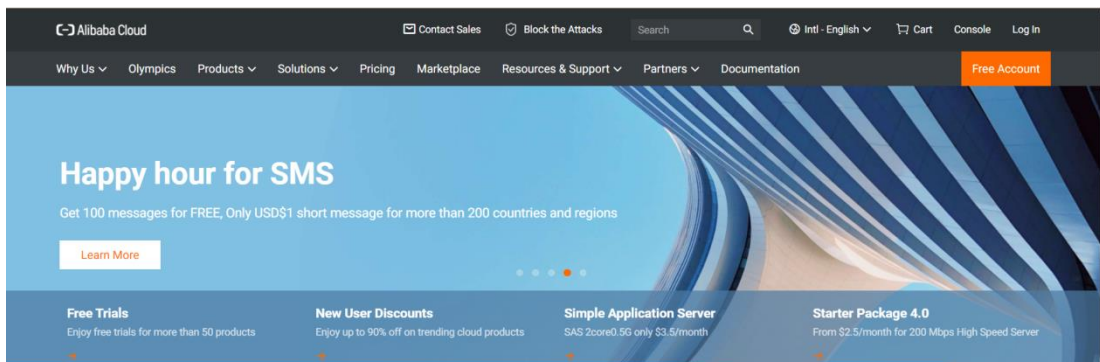 Alibaba Cloud
Contact Sales
Block the Attacks
Search
Intl - English
Cart
Console
Log In
Why Us
Olympics
Products
Solutions
Pricing
Marketplace
Resources & Support
Partners
Documentation
Free Account
Happy hour for SMS
Get 100 messages for FREE, Only USD$1 short message for more than 200 countries and regions
Learn More
Free Trials
Enjoy free trials for more than 50 products
New User Discounts
Enjoy up to 90% off on trending cloud products
Simple Application Server
SAS 2core0.5G only $3.5/month
Starter Package 4.0
From $2.5/month for 200 Mbps High Speed Server